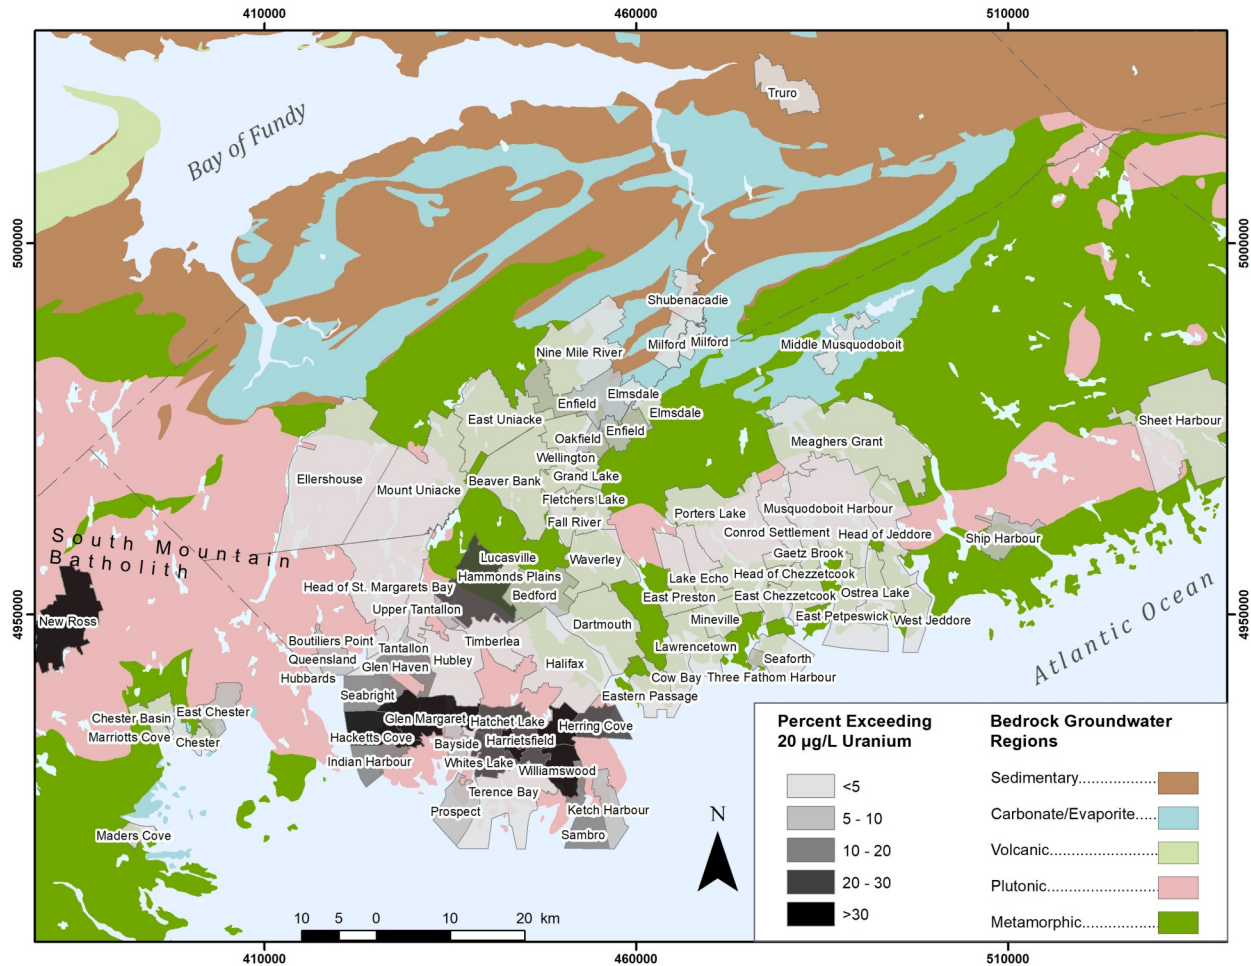 410000
460000
510000
Truro
Bay of Fundy
5000000
5000000
Shubenacadie
Milford
Milford
Middle Musquodoboit
Nine Mile River
Elmsdale
Enfield
Elmsdale
East Uniacke
Enfield
Sheet Harbour
Oakfield
Meaghers Grant
Wellington
Ellershouse
Beaver Bank
Grand Lake
Mount Uniacke
Fletchers Lake
Musquodoboit Harbour
Porters Lake
Fall River
Conrod Settlement
Head of Jeddore
Ship Harbour
South Mountain
Batholith
Gaetz Brook
Lucasville
Waverley
Head of Chezzetcook
Hammonds Plains
Lake Echo
Head of St. Margarets Bay
Bedford
East Preston
East Chezzetcook
Ostrea Lake
Upper Tantallon
4950000
4950000
New Ross
Dartmouth
Mineville
East Petpeswick
West Jeddore
Atlantic Ocean
Boutiliers Point
Timberlea
Tantallon
Lawrencetown
Queensland
Hubley
Halifax
Seaforth
Glen Haven
Hubbards
Cow Bay
Three Fathom Harbour
Seabright
Eastern Passage
East Chester
Chester Basin
Glen Margaret
Hatchet Lake
Herring Cove
Marriotts Cove
Chester
Hacketts Cove
Bayside
Harrietsfield
Indian Harbour
Whites Lake
Williamswood
Terence Bay
Prospect
Ketch Harbour
Maders Cove
Sambro
N
10 5 0 10 20 km
Percent Exceeding
20 µg/L Uranium
<5
5 - 10
10 - 20
20 - 30
>30
Bedrock Groundwater
Regions
Sedimentary
Carbonate/Evaporite
Volcanic
Plutonic
Metamorphic
410000
460000
510000